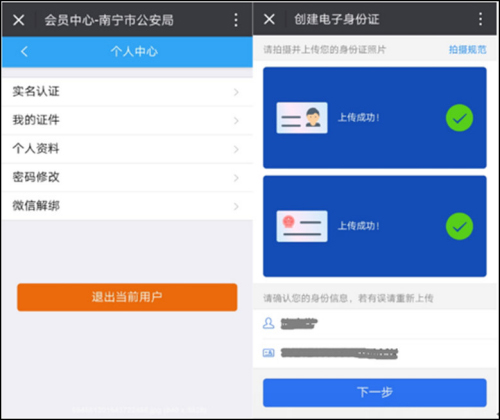 会员中心-南宁市公安局
个人中心
实名认证
我的证件
个人资料
密码修改
微信解绑
退出当前用户
创建电子身份证
请拍摄并上传您的身份证照片
拍摄规范
上传成功!
上传成功!
请确认您的身份信息，若有误请重新上传
下一步